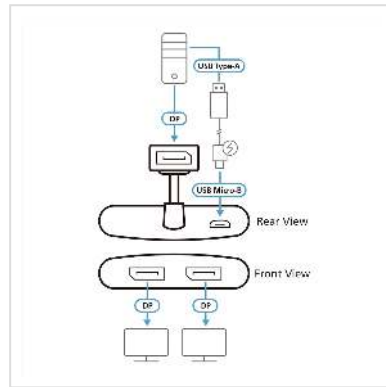 USB Type-A
DP
USB Micro-B
Rear View
Front View
DP
DP